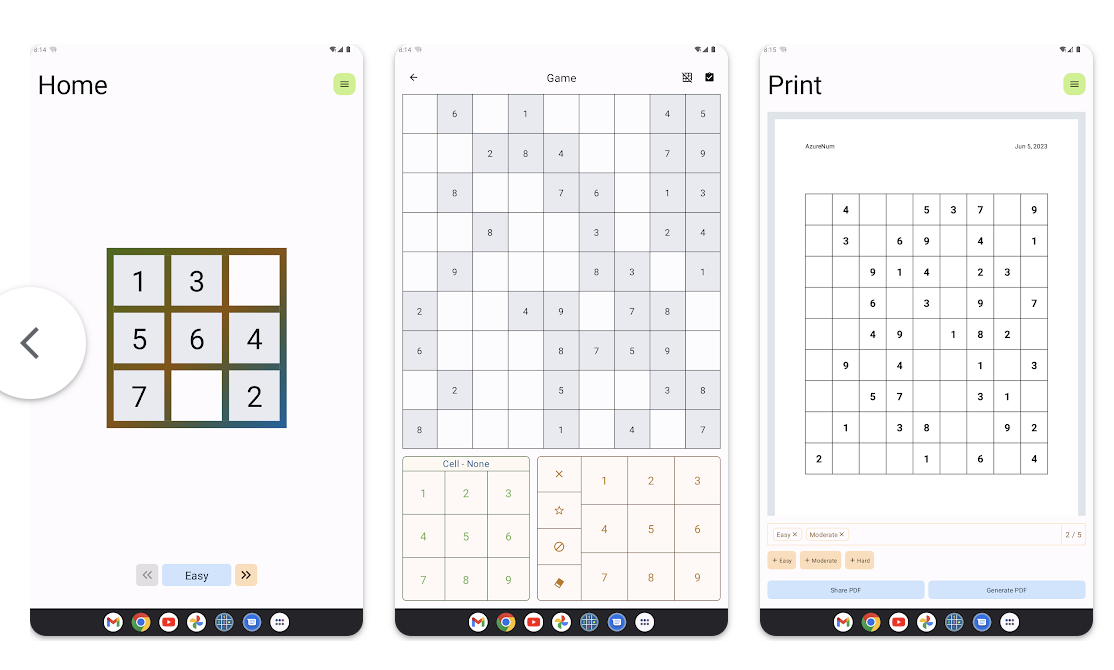 8:14
Home
1 3
5 6 4
7 2
Easy
8:14
Game
6 1 4 5
2 8 4 7 9
8 7 6 1 3
8 3 2 4
9 8 3 1
2 4 9 7 8
6 8 7 5 9
2 5 3 8
8 1 4 7
Cell - None
1 2 3
4 5 6
7 8 9
1 2 3
4 5 6
7 8 9
8:15
Print
AzureNum Jun 5, 2023
4 5 3 7 9
3 6 9 4 1
9 1 4 2 3
6 3 9 7
4 9 1 8 2
9 4 1 3
5 7 3 1
1 3 8 9 2
2 1 6 4
Easy × Moderate × 2 / 5
+ Easy + Moderate + Hard
Share PDF Generate PDF